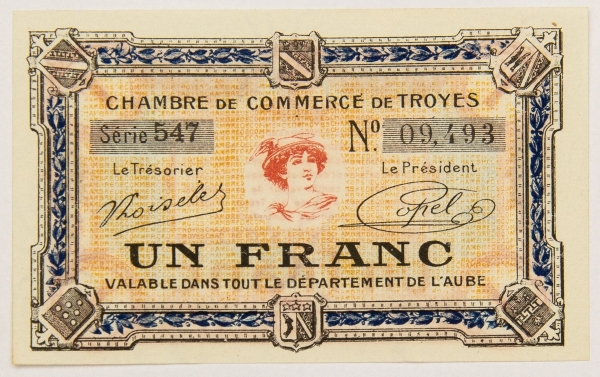 CHAMBRE DE COMMERCE DE TROYES
Série 547 Nº 09,493
Le Trésorier Le Président
UN FRANC
VALABLE DANS TOUT LE DÉPARTEMENT DE L'AUBE